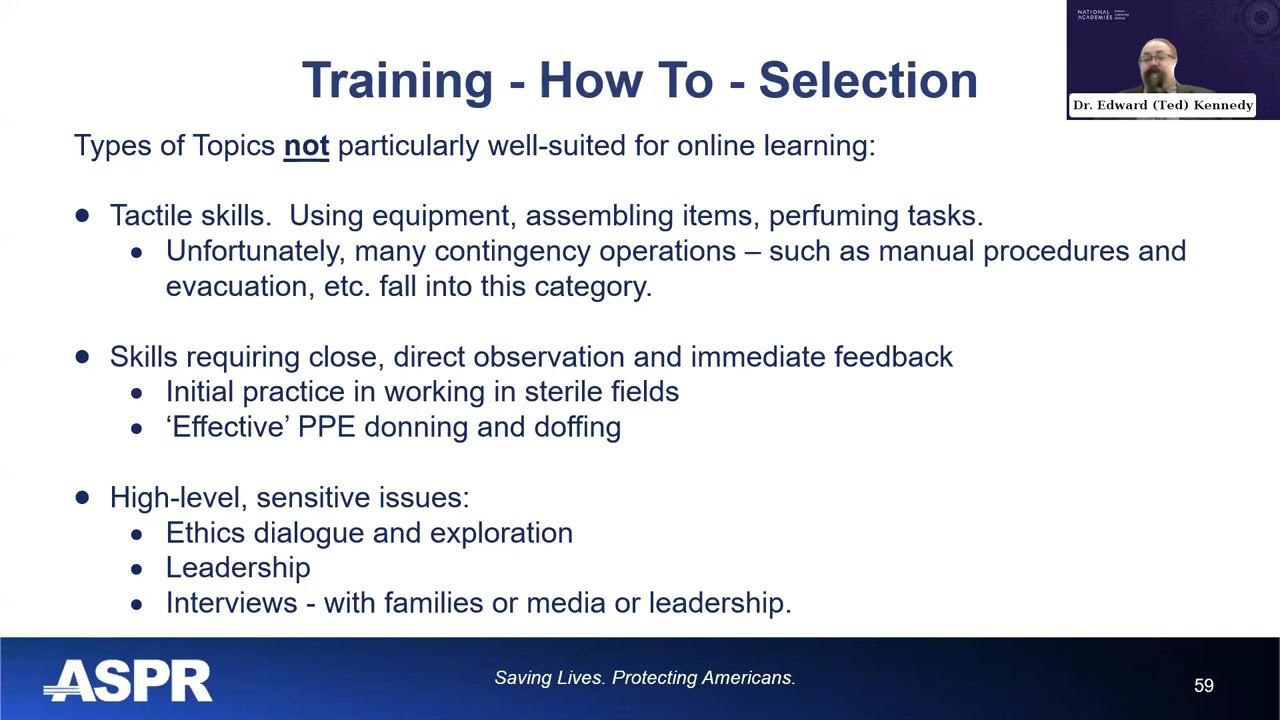 NATIONAL
ACADEMIES
Dr. Edward (Ted) Kennedy
Training - How To - Selection
Types of Topics not particularly well-suited for online learning:
● Tactile skills.  Using equipment, assembling items, perfuming tasks.
● Unfortunately, many contingency operations – such as manual procedures and
evacuation, etc. fall into this category.
● Skills requiring close, direct observation and immediate feedback
● Initial practice in working in sterile fields
● ‘Effective’ PPE donning and doffing
● High-level, sensitive issues:
● Ethics dialogue and exploration
● Leadership
● Interviews - with families or media or leadership.
ASPR
Saving Lives. Protecting Americans.
59